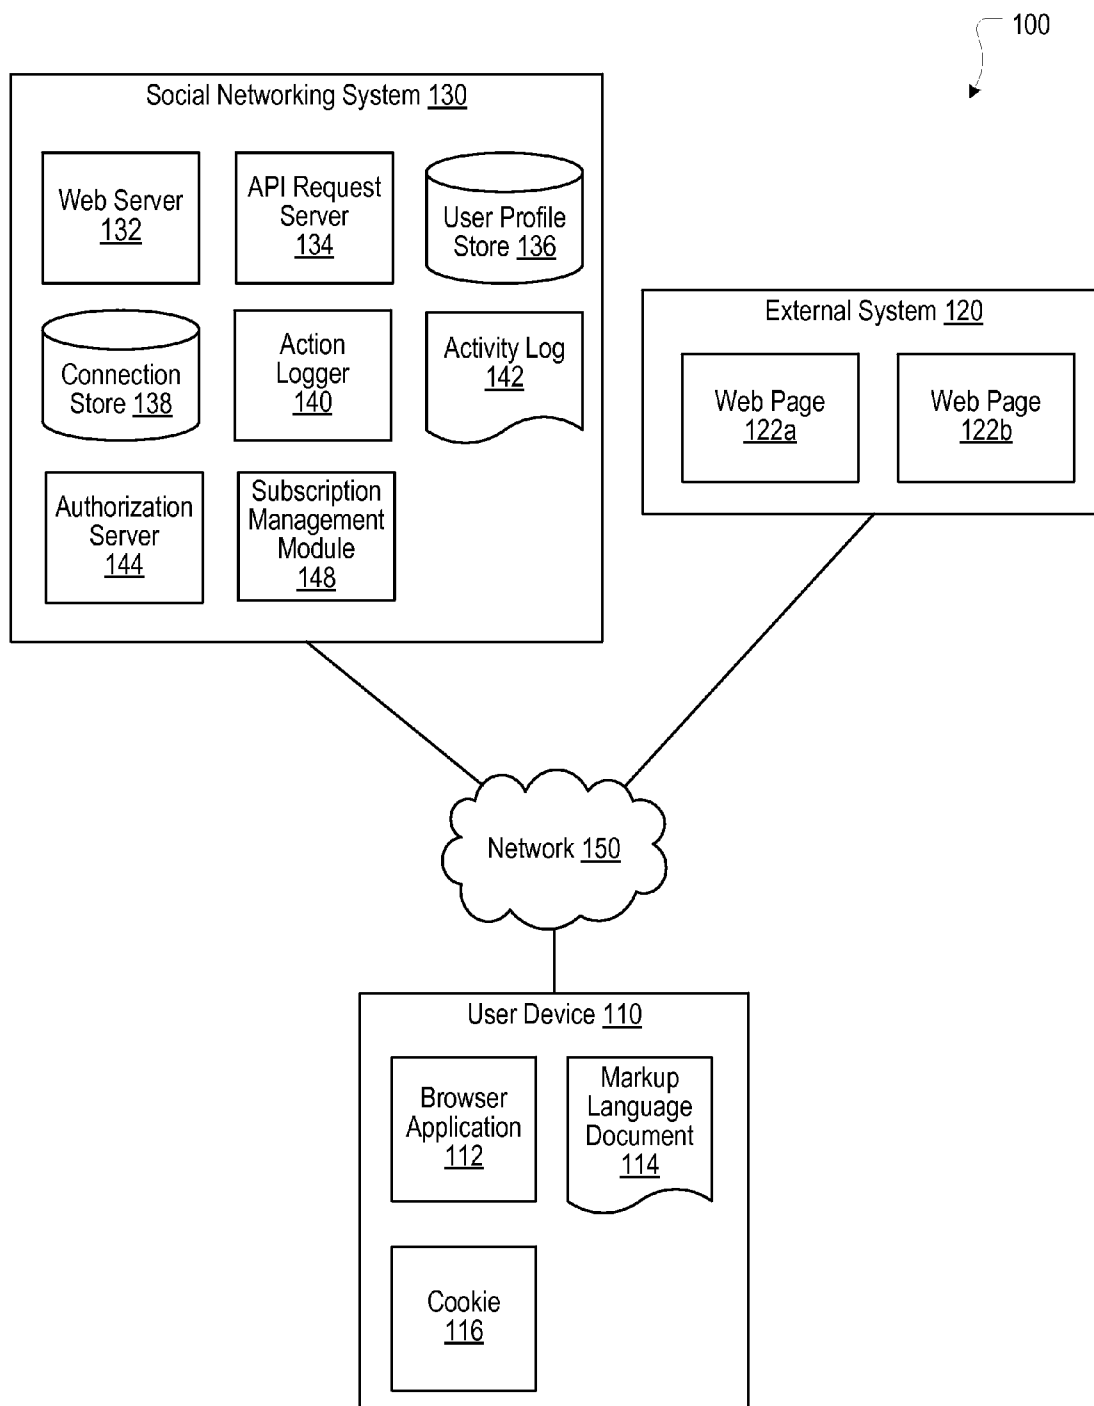 100
Social Networking System 130
Web Server
132
API Request
Server
134
User Profile
Store 136
Connection
Store 138
Action
Logger
140
Activity Log
142
Authorization
Server
144
Subscription
Management
Module
148
External System 120
Web Page
122a
Web Page
122b
Network 150
User Device 110
Browser
Application
112
Markup
Language
Document
114
Cookie
116